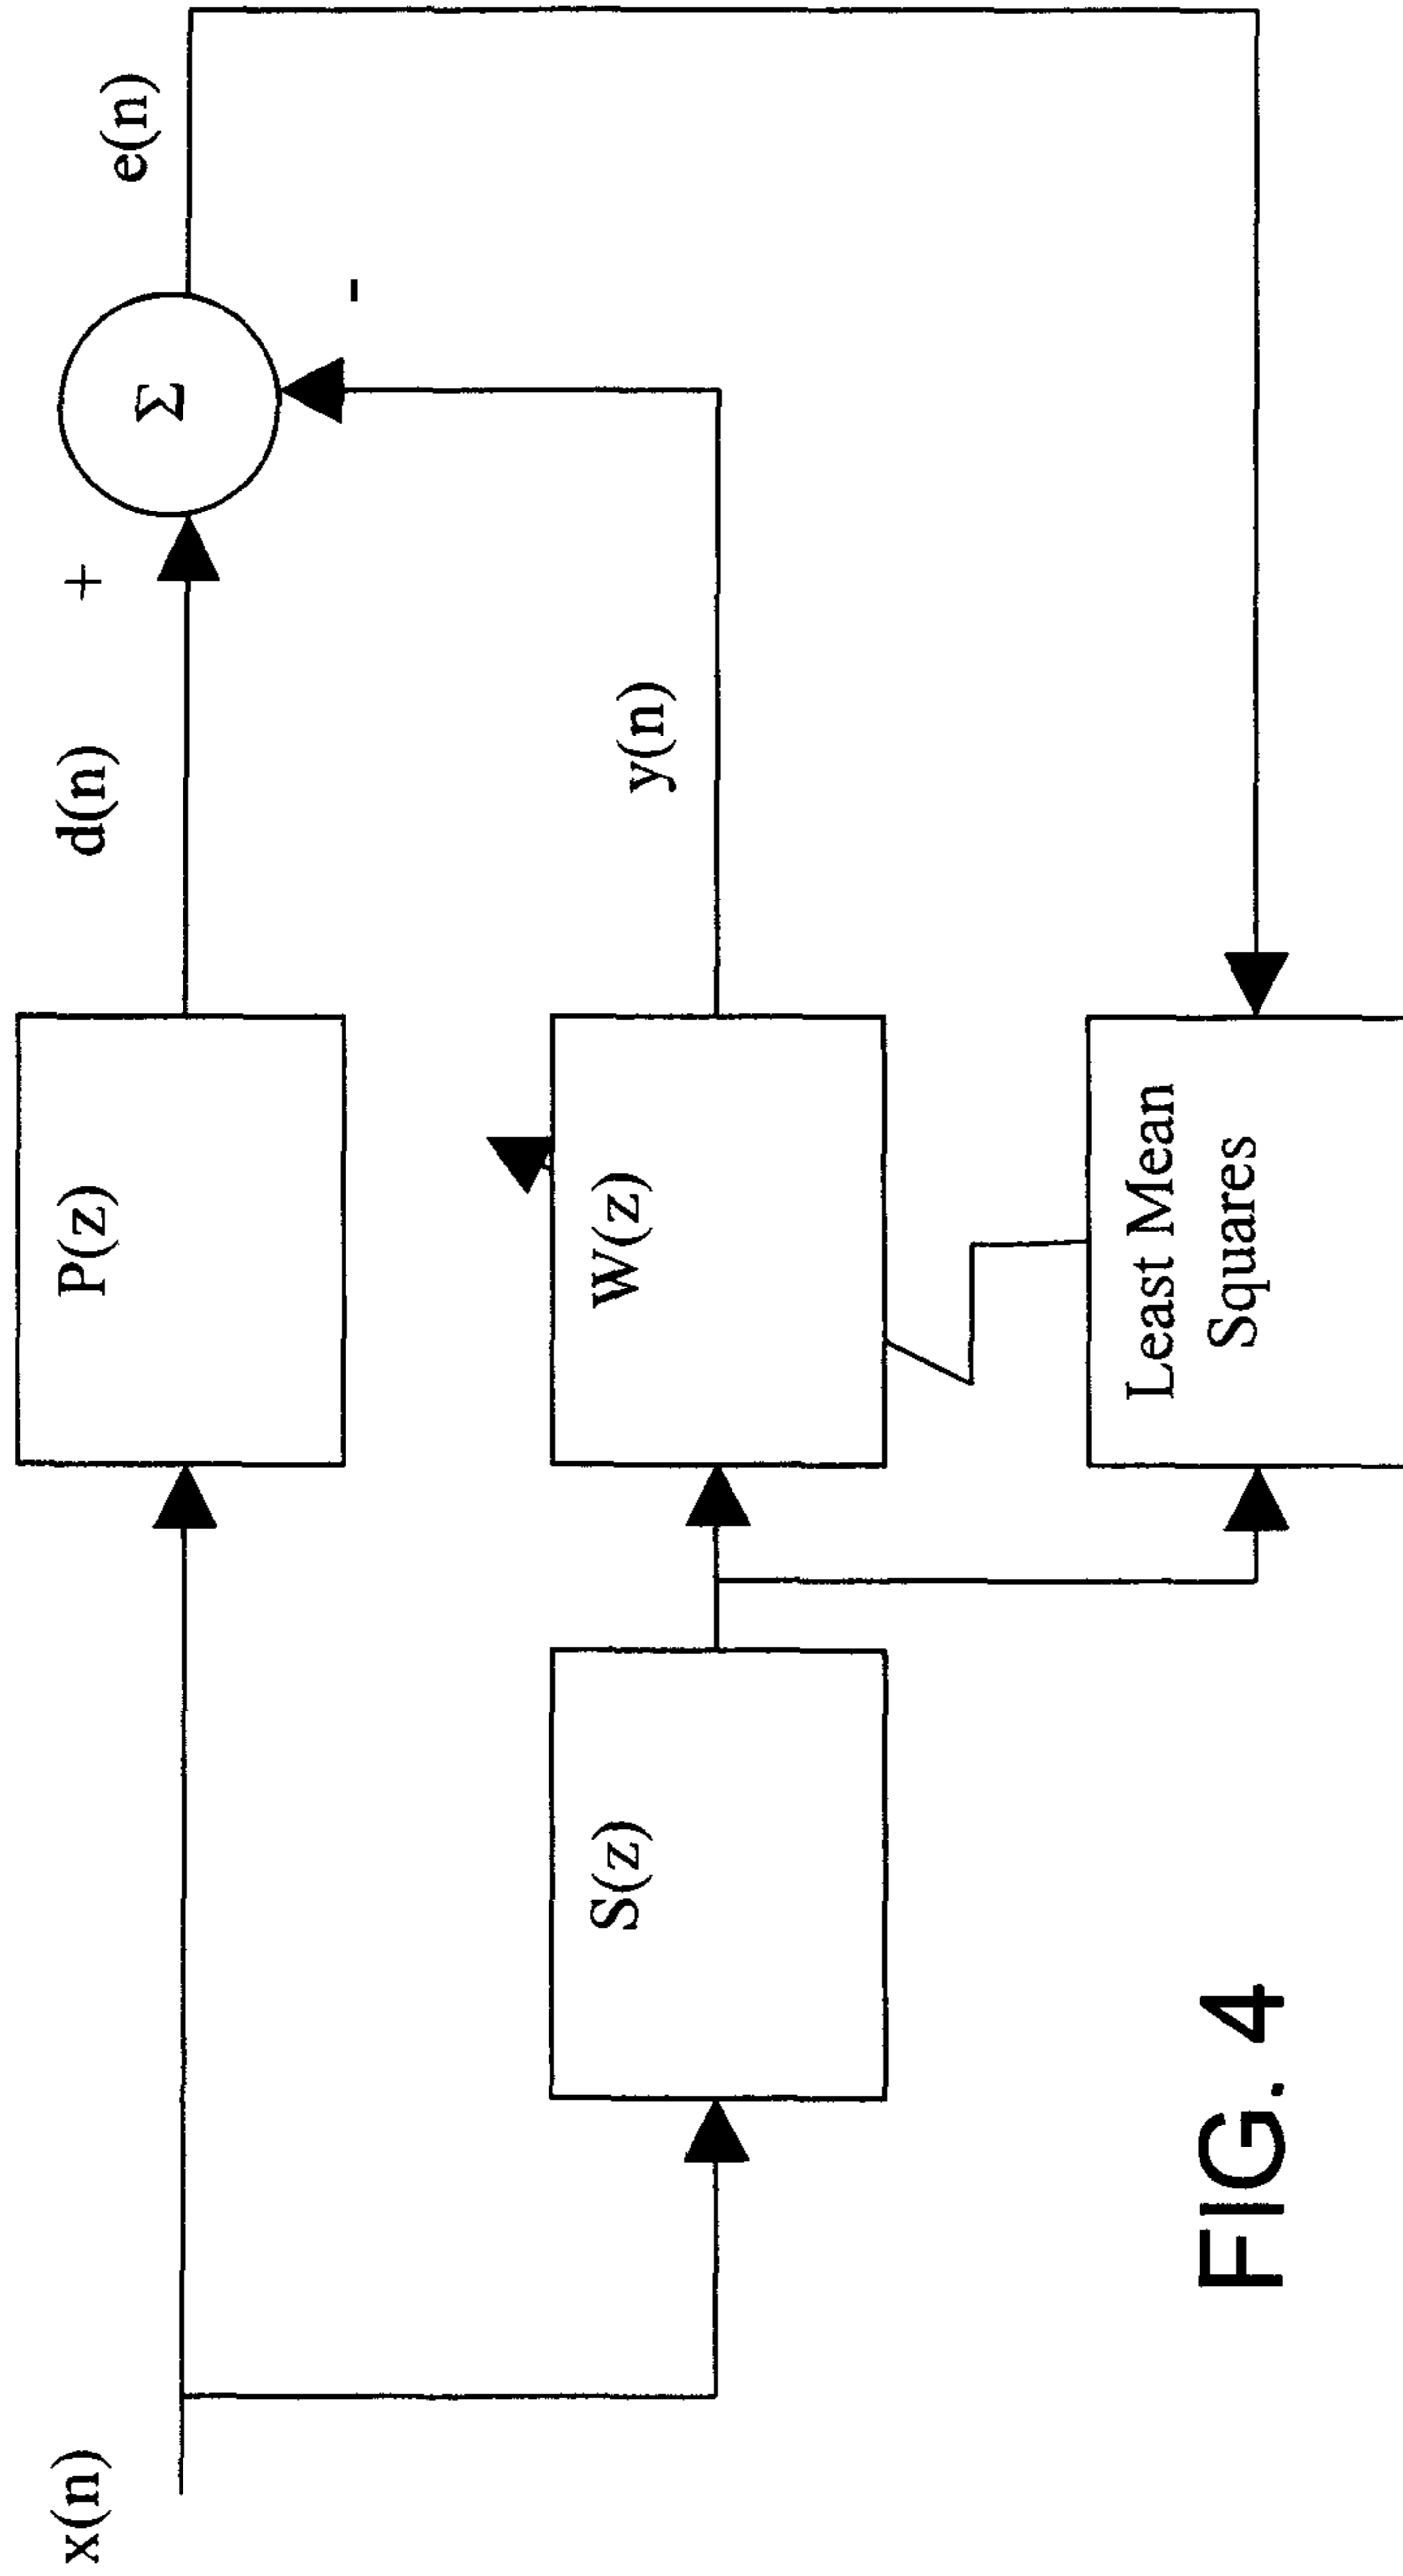 x(n)
P(z)
d(n)
+
Σ
e(n)
-
S(z)
W(z)
y(n)
Least Mean
Squares
FIG. 4